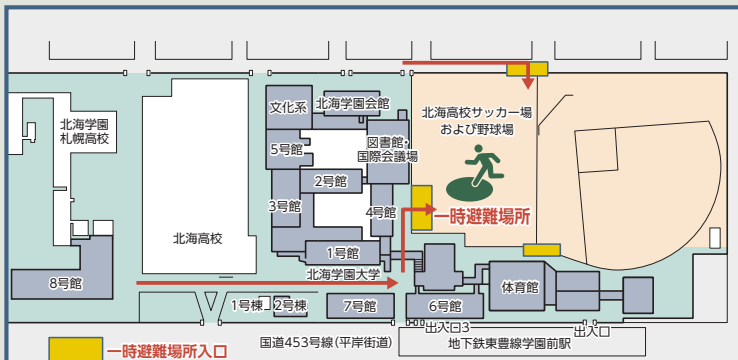 文化系
北海学園会館
北海高校サッカー場
および野球場
北海学園
札幌高校
5号館
図書館・
国際会議場
2号館
3号館
4号館
一時避難場所
北海高校
1号館
北海学園大学
8号館
体育館
1号棟
2号棟
7号館
6号館
出入口3
出入口
国道453号線(平岸街道)
地下鉄東豊線学園前駅
一時避難場所入口